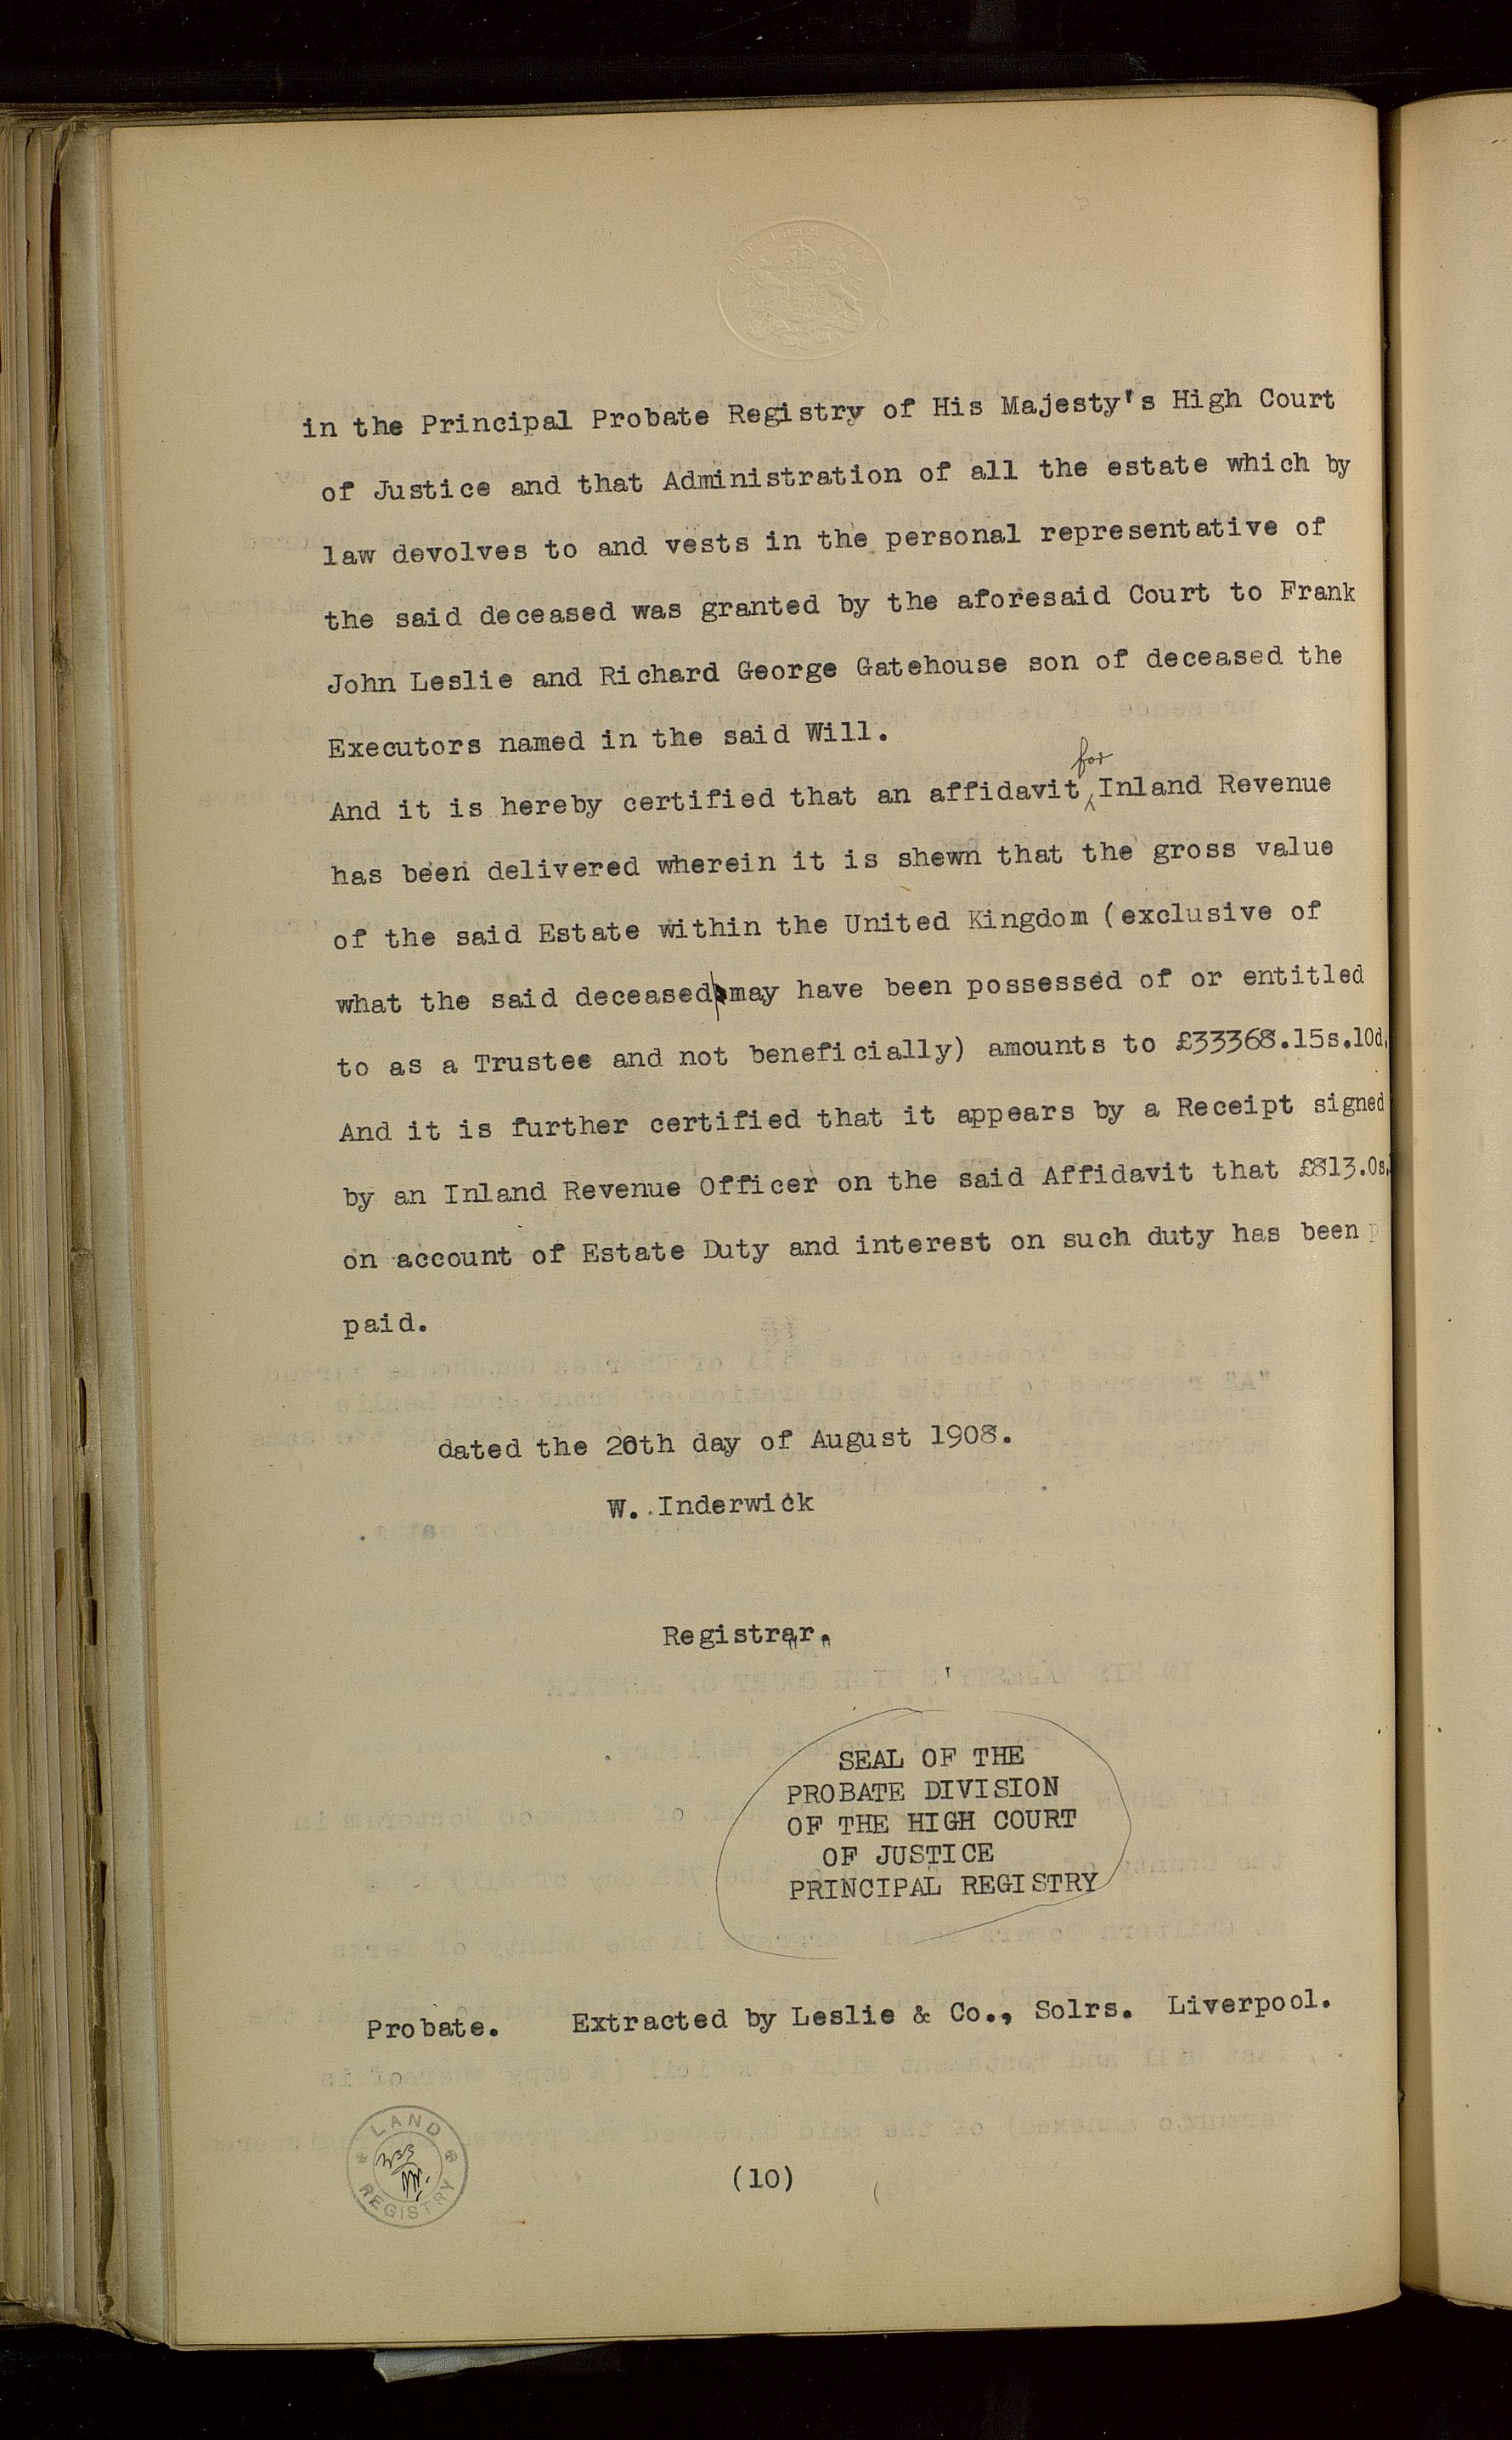 in the Principal Probate Registry of His Majesty's High Court
of Justice and that Administration of all the estate which by
law devolves to and vests in the personal representative of
the said deceased was granted by the aforesaid Court to Frank
John Leslie and Richard George Gatehouse son of deceased the
Executors named in the said Will.
And it is hereby certified that an affidavit for Inland Revenue
has been delivered wherein it is shewn that the gross value
of the said Estate within the United Kingdom (exclusive of
what the said deceased may have been possessed of or entitled
to as a Trustee and not beneficially) amounts to £33368.15s.10d.
And it is further certified that it appears by a Receipt signed
by an Inland Revenue Officer on the said Affidavit that £813.0s.
on account of Estate Duty and interest on such duty has been p
paid.
dated the 20th day of August 1908.
W. Inderwick
Registrar.
SEAL OF THE
PROBATE DIVISION
OF THE HIGH COURT
OF JUSTICE
PRINCIPAL REGISTRY
Probate. Extracted by Leslie & Co., Solrs. Liverpool.
LAND
REGISTRY
(10)